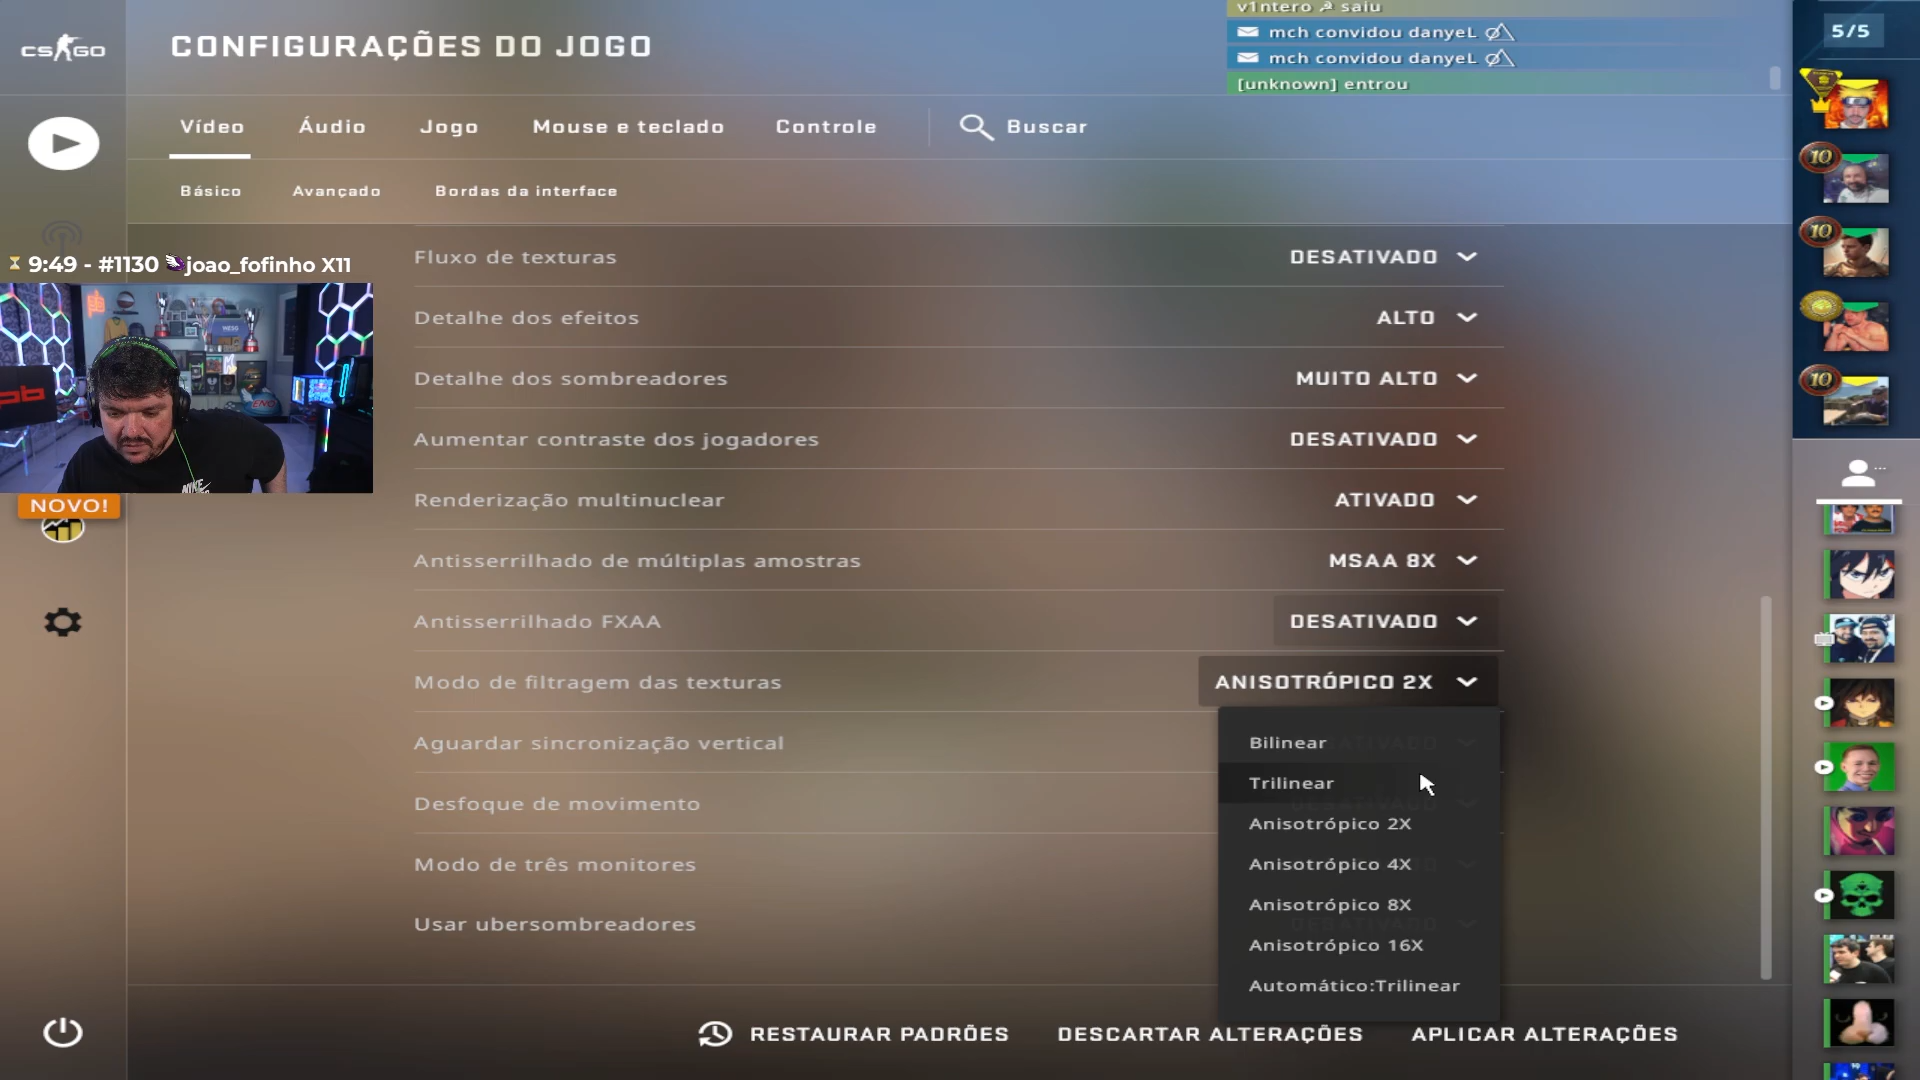 v1ntero saiu
mch convidou danyeL
mch convidou danyeL
[unknown] entrou
5/5
CS GO
CONFIGURAÇÕES DO JOGO
Vídeo Áudio Jogo Mouse e teclado Controle Buscar
Básico Avançado Bordas da interface
9:49 - #1130 joao_fofinho X11
NOVO!
Fluxo de texturas DESATIVADO
Detalhe dos efeitos ALTO
Detalhe dos sombreadores MUITO ALTO
Aumentar contraste dos jogadores DESATIVADO
Renderização multinuclear ATIVADO
Antisserrilhado de múltiplas amostras MSAA 8X
Antisserrilhado FXAA DESATIVADO
Modo de filtragem das texturas ANISOTRÓPICO 2X
Aguardar sincronização vertical
Desfoque de movimento
Modo de três monitores
Usar ubersombreadores
Bilinear
Trilinear
Anisotrópico 2X
Anisotrópico 4X
Anisotrópico 8X
Anisotrópico 16X
Automático:Trilinear
RESTAURAR PADRÕES DESCARTAR ALTERAÇÕES APLICAR ALTERAÇÕES
10
10
10